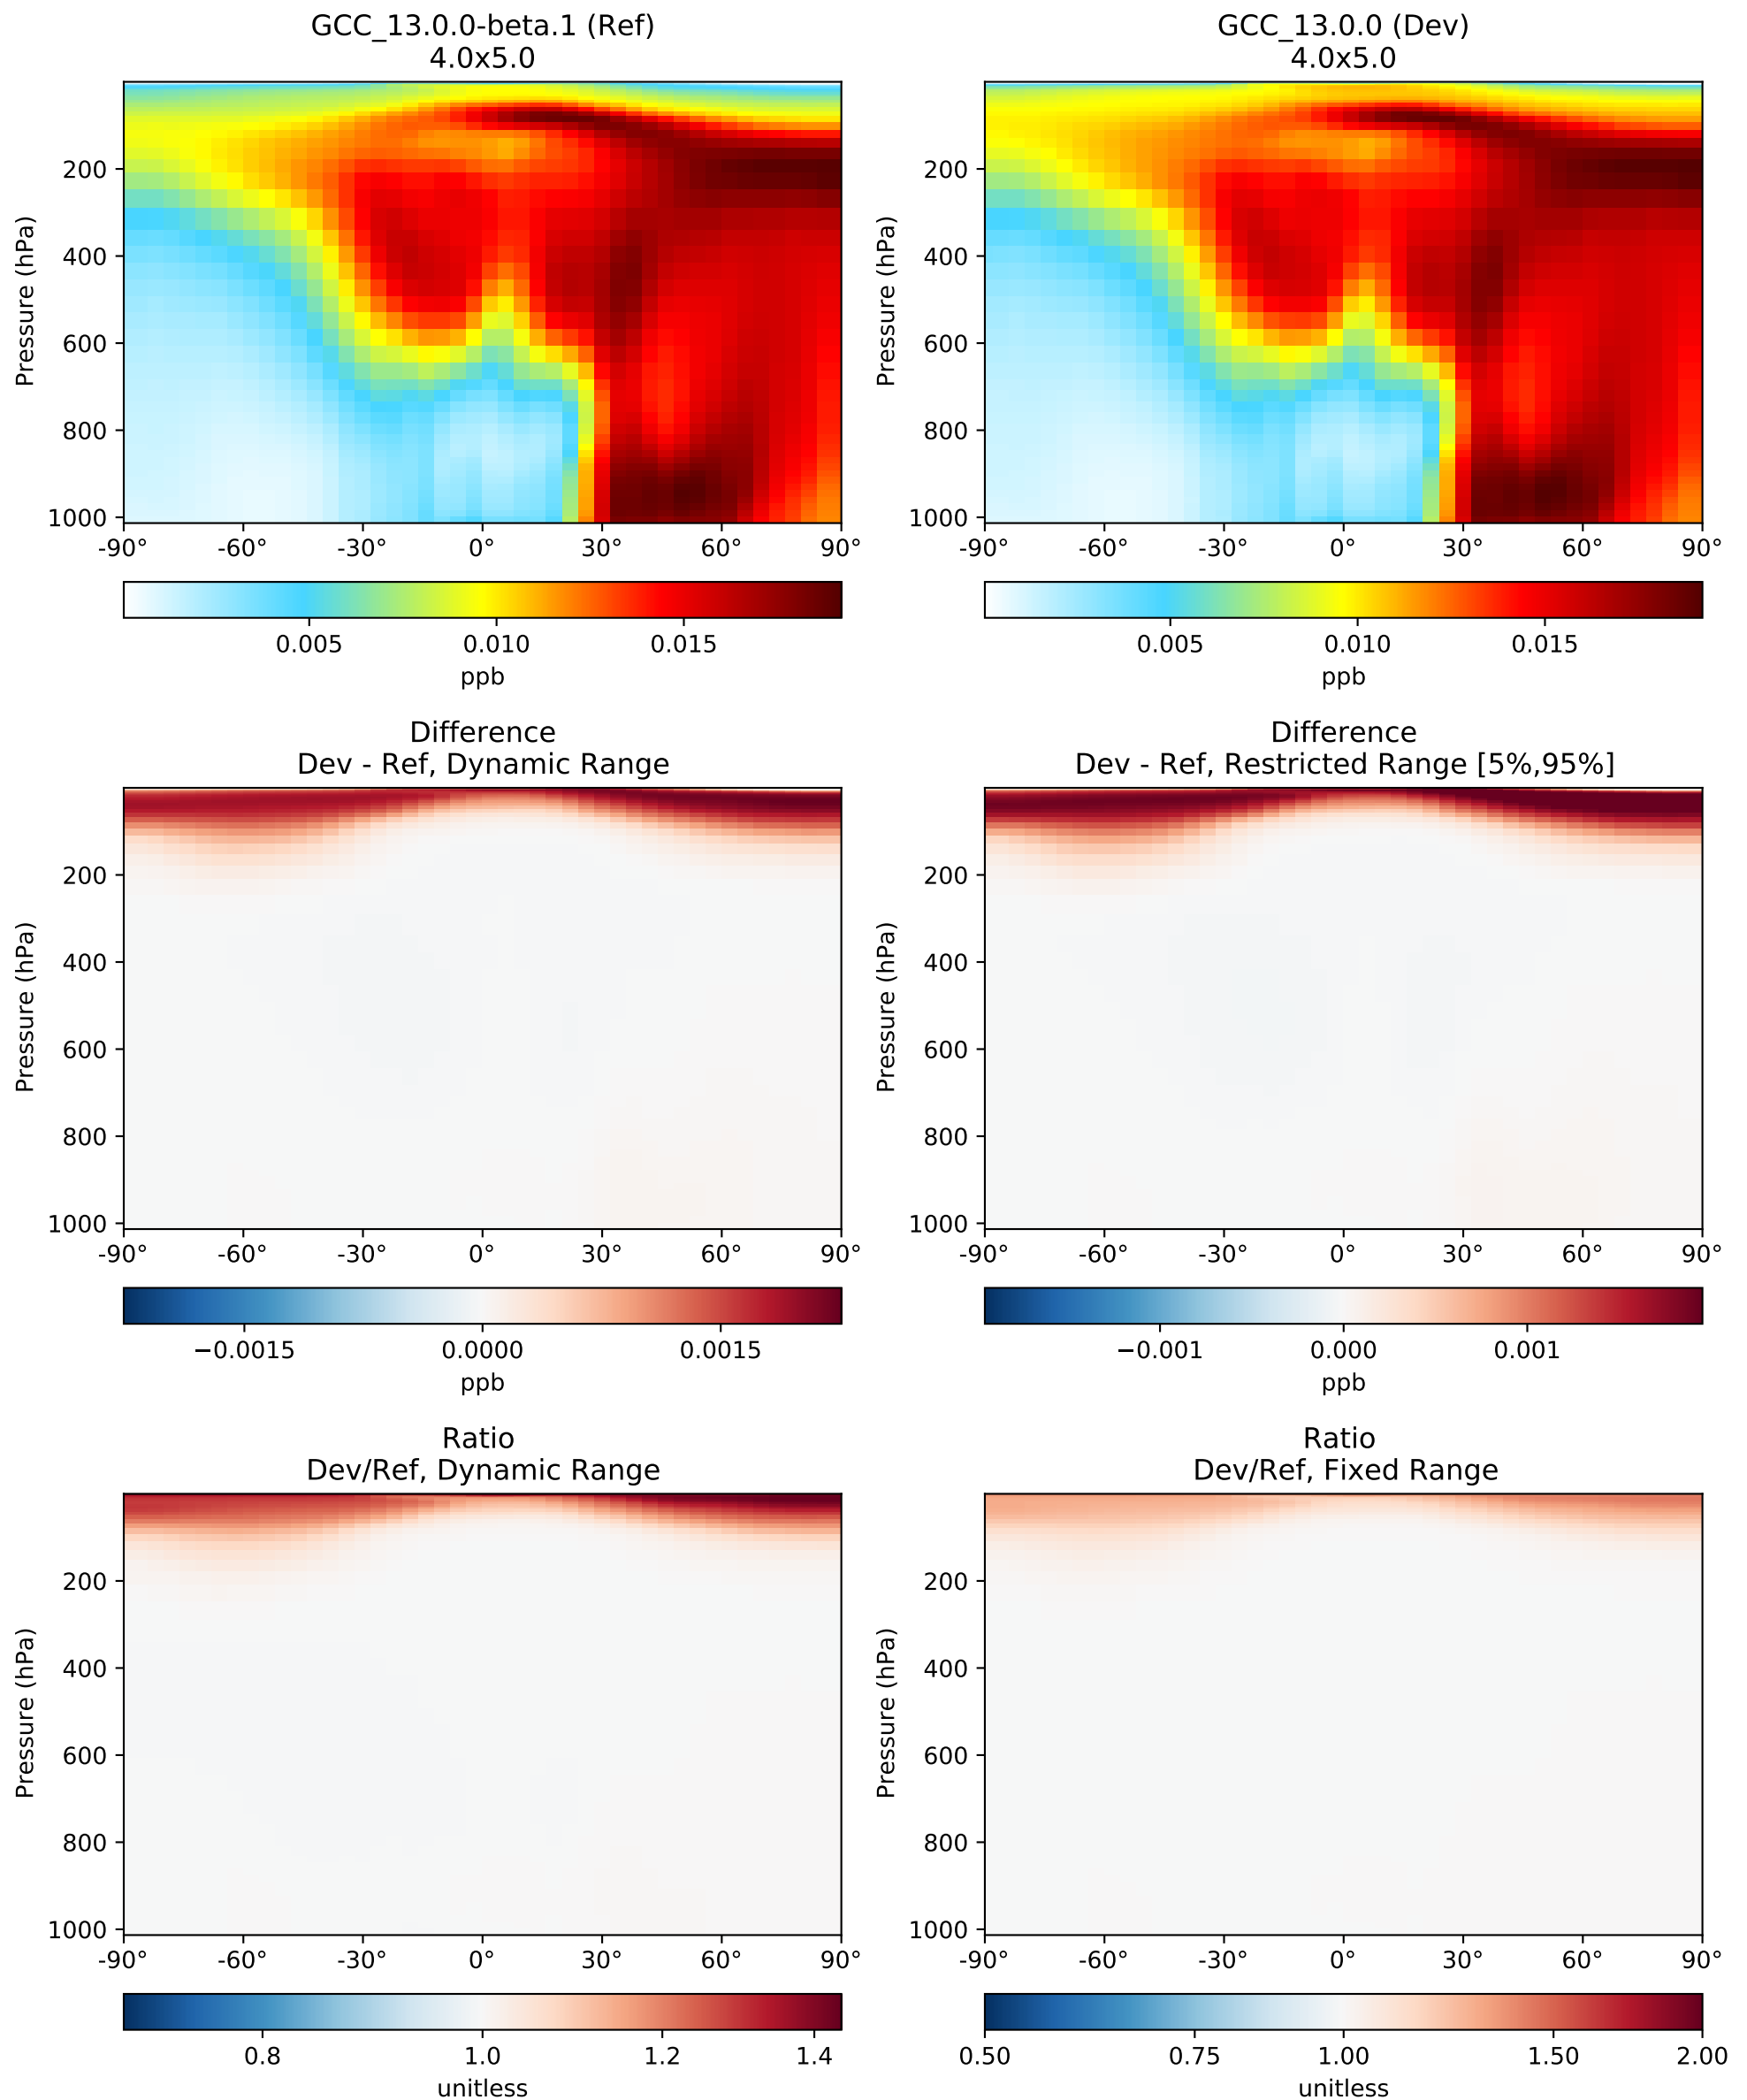 GCC_13.0.0-beta.1 (Ref)
4.0x5.0
Pressure (hPa)
200
400
600
800
1000
-90° -60° -30° 0° 30° 60° 90°
0.005 0.010 0.015
ppb
GCC_13.0.0 (Dev)
4.0x5.0
Pressure (hPa)
200
400
600
800
1000
-90° -60° -30° 0° 30° 60° 90°
0.005 0.010 0.015
ppb
Difference
Dev - Ref, Dynamic Range
Pressure (hPa)
200
400
600
800
1000
-90° -60° -30° 0° 30° 60° 90°
−0.0015 0.0000 0.0015
ppb
Difference
Dev - Ref, Restricted Range [5%,95%]
Pressure (hPa)
200
400
600
800
1000
-90° -60° -30° 0° 30° 60° 90°
−0.001 0.000 0.001
ppb
Ratio
Dev/Ref, Dynamic Range
Pressure (hPa)
200
400
600
800
1000
-90° -60° -30° 0° 30° 60° 90°
0.8 1.0 1.2 1.4
unitless
Ratio
Dev/Ref, Fixed Range
Pressure (hPa)
200
400
600
800
1000
-90° -60° -30° 0° 30° 60° 90°
0.50 0.75 1.00 1.50 2.00
unitless